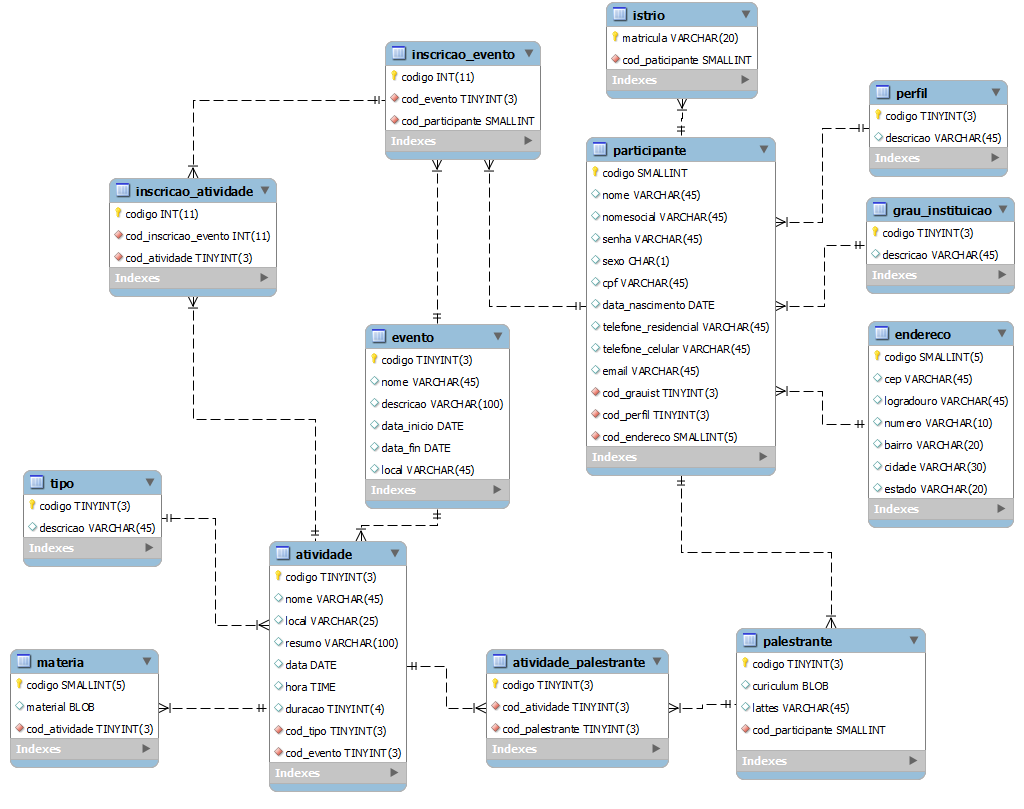 istrio
matricula VARCHAR(20)
cod_paticipante SMALLINT
Indexes
inscricao_evento
codigo INT(11)
cod_evento TINYINT(3)
cod_participante SMALLINT
Indexes
perfil
codigo TINYINT(3)
descricao VARCHAR(45)
Indexes
participante
codigo SMALLINT
nome VARCHAR(45)
nomesocial VARCHAR(45)
senha VARCHAR(45)
sexo CHAR(1)
cpf VARCHAR(45)
data_nascimento DATE
telefone_residencial VARCHAR(45)
telefone_celular VARCHAR(45)
email VARCHAR(45)
cod_grauist TINYINT(3)
cod_perfil TINYINT(3)
cod_endereco SMALLINT(5)
Indexes
inscricao_atividade
codigo INT(11)
cod_inscricao_evento INT(11)
cod_atividade TINYINT(3)
Indexes
grau_instituicao
codigo TINYINT(3)
descricao VARCHAR(45)
Indexes
evento
codigo TINYINT(3)
nome VARCHAR(45)
descricao VARCHAR(100)
data_inicio DATE
data_fin DATE
local VARCHAR(45)
Indexes
endereco
codigo SMALLINT(5)
cep VARCHAR(45)
logradouro VARCHAR(45)
numero VARCHAR(10)
bairro VARCHAR(20)
cidade VARCHAR(30)
estado VARCHAR(20)
Indexes
tipo
codigo TINYINT(3)
descricao VARCHAR(45)
Indexes
atividade
codigo TINYINT(3)
nome VARCHAR(45)
local VARCHAR(25)
resumo VARCHAR(100)
data DATE
hora TIME
duracao TINYINT(4)
cod_tipo TINYINT(3)
cod_evento TINYINT(3)
Indexes
materia
codigo SMALLINT(5)
material BLOB
cod_atividade TINYINT(3)
Indexes
atividade_palestrante
codigo TINYINT(3)
cod_atividade TINYINT(3)
cod_palestrante TINYINT(3)
Indexes
palestrante
codigo TINYINT(3)
curiculum BLOB
lattes VARCHAR(45)
cod_participante SMALLINT
Indexes